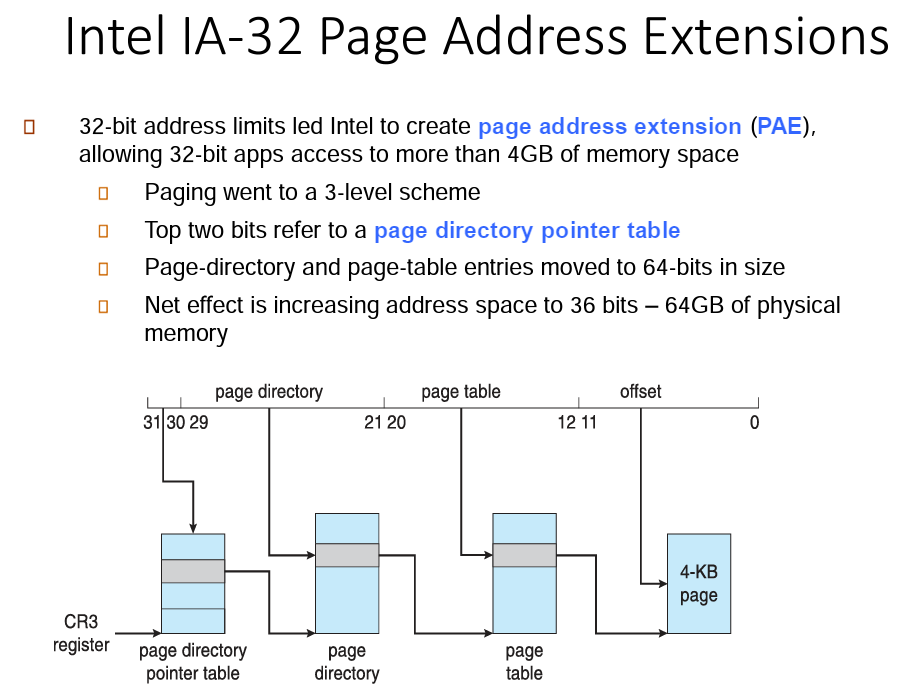 Intel IA-32 Page Address Extensions
32-bit address limits led Intel to create page address extension (PAE),
allowing 32-bit apps access to more than 4GB of memory space
Paging went to a 3-level scheme
Top two bits refer to a page directory pointer table
Page-directory and page-table entries moved to 64-bits in size
Net effect is increasing address space to 36 bits – 64GB of physical
memory
page directory page table offset
31 30 29 21 20 12 11 0
4-KB
page
CR3
register
page directory
pointer table
page
directory
page
table